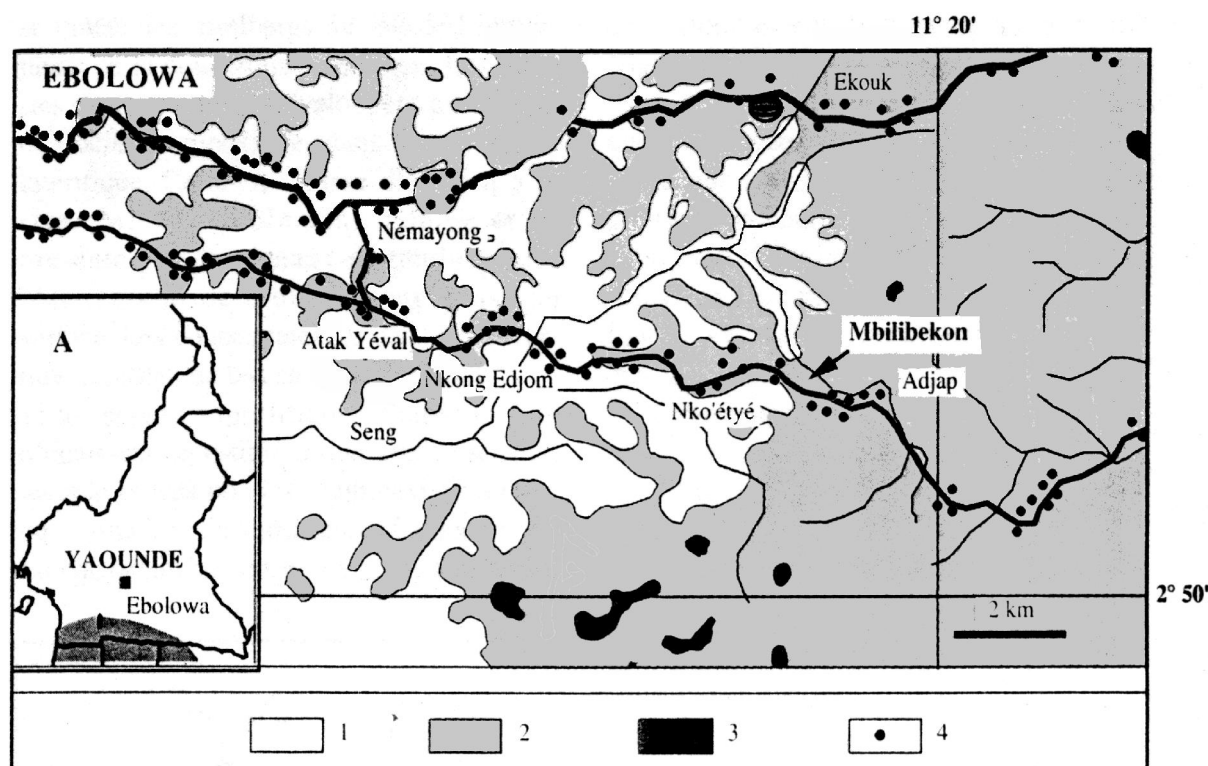 11° 20'
EBOLOWA
Ekouk
Némayong
A
Atak Yéval
Mbilibekon
Nkong Edjom
Adjap
Nko'étyé
Seng
YAOUNDE
Ebolowa
2° 50'
2 km
1
2
3
4